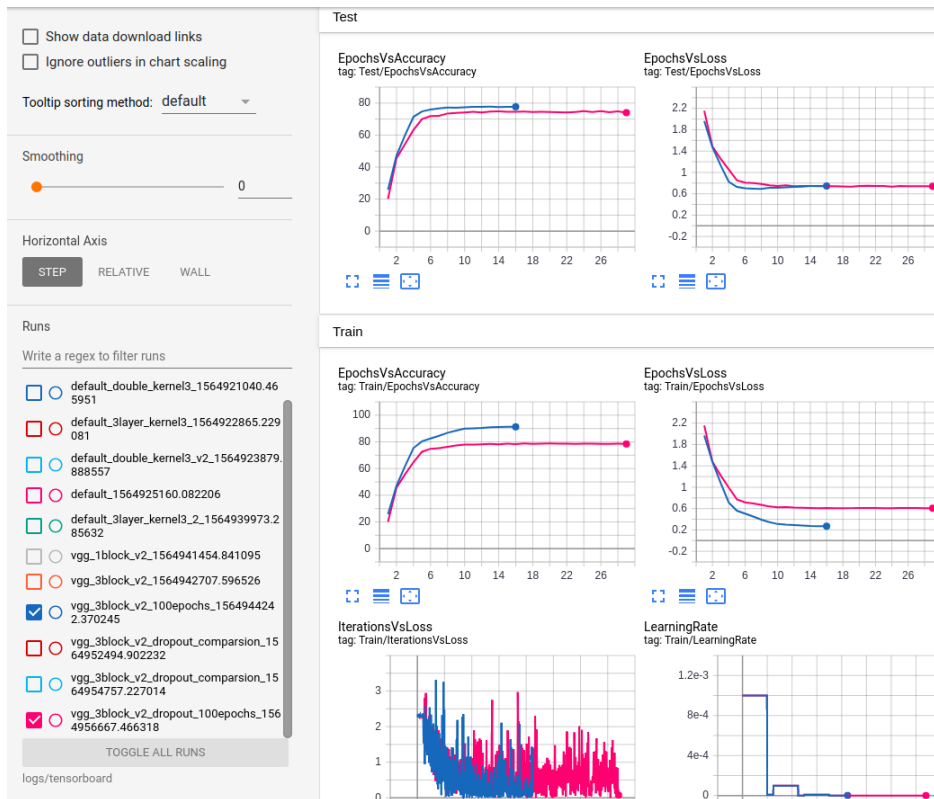 Show data download links
Ignore outliers in chart scaling
Tooltip sorting method: default
Smoothing
0
Horizontal Axis
STEP RELATIVE WALL
Runs
Write a regex to filter runs
default_double_kernel3_1564921040.46
5951
default_3layer_kernel3_1564922865.229
081
default_double_kernel3_v2_1564923879.
888557
default_1564925160.082206
default_3layer_kernel3_2_1564939973.2
85632
vgg_1block_v2_1564941454.841095
vgg_3block_v2_1564942707.596526
vgg_3block_v2_100epochs_156494424
2.370245
vgg_3block_v2_dropout_comparsion_15
64952494.902232
vgg_3block_v2_dropout_comparsion_15
64954757.227014
vgg_3block_v2_dropout_100epochs_156
4956667.466318
TOGGLE ALL RUNS
logs/tensorboard
Test
EpochsVsAccuracy
tag: Test/EpochsVsAccuracy
80
60
40
20
0
2 6 10 14 18 22 26
EpochsVsLoss
tag: Test/EpochsVsLoss
2.2
1.8
1.4
1
0.6
0.2
-0.2
2 6 10 14 18 22 26
Train
EpochsVsAccuracy
tag: Train/EpochsVsAccuracy
100
80
60
40
20
0
2 6 10 14 18 22 26
EpochsVsLoss
tag: Train/EpochsVsLoss
2.2
1.8
1.4
1
0.6
0.2
-0.2
2 6 10 14 18 22 26
IterationsVsLoss
tag: Train/IterationsVsLoss
3
2
1
0
LearningRate
tag: Train/LearningRate
1.2e-3
8e-4
4e-4
0